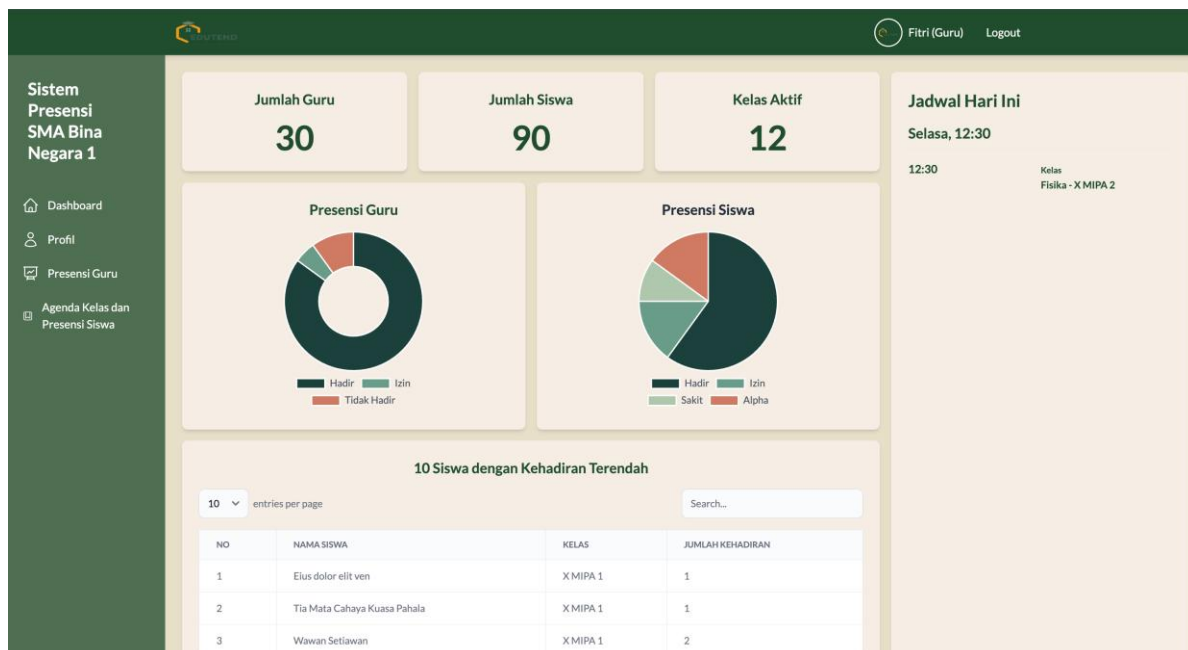 EDUTEND
Fitri (Guru)
Logout
Sistem
Presensi
SMA Bina
Negara 1
Dashboard
Profil
Presensi Guru
Agenda Kelas dan
Presensi Siswa
Jumlah Guru
30
Jumlah Siswa
90
Kelas Aktif
12
Presensi Guru
Hadir
Izin
Tidak Hadir
Presensi Siswa
Hadir
Izin
Sakit
Alpha
10 Siswa dengan Kehadiran Terendah
10 entries per page
Search...
NO NAMA SISWA KELAS JUMLAH KEHADIRAN
1 Eius dolor elit ven X MIPA 1 1
2 Tia Mata Cahaya Kuasa Pahala X MIPA 1 1
3 Wawan Setiawan X MIPA 1 2
Jadwal Hari Ini
Selasa, 12:30
12:30
Kelas
Fisika - X MIPA 2